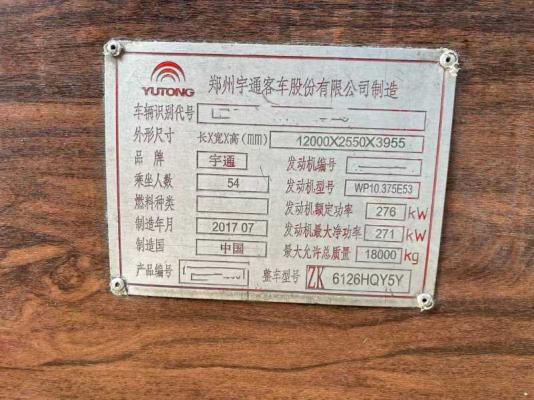 YUTONG 郑州宇通客车股份有限公司制造
车辆识别代号
外形尺寸 长X宽X高(mm) 12000X2550X3955
品牌 宇通 发动机编号
乘坐人数 54 发动机型号 WP10.375E53
燃料种类 发动机额定功率 276 kW
制造年月 2017 07 发动机最大净功率 271 kW
制造国 中国 最大允许总质量 18000 kg
产品编号 整车型号 ZK 6126HQY5Y